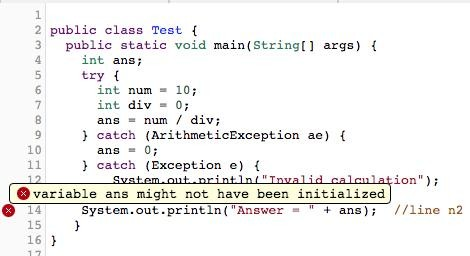 1
2 public class Test {
3 public static void main(String[] args) {
4 int ans;
5 try {
6 int num = 10;
7 int div = 0;
8 ans = num / div;
9 } catch (ArithmeticException ae) {
10 ans = 0;
11 } catch (Exception e) {
12 System.out.println("Invalid calculation");
variable ans might not have been initialized
14 System.out.println("Answer = " + ans); //line n2
15 }
16 }
17